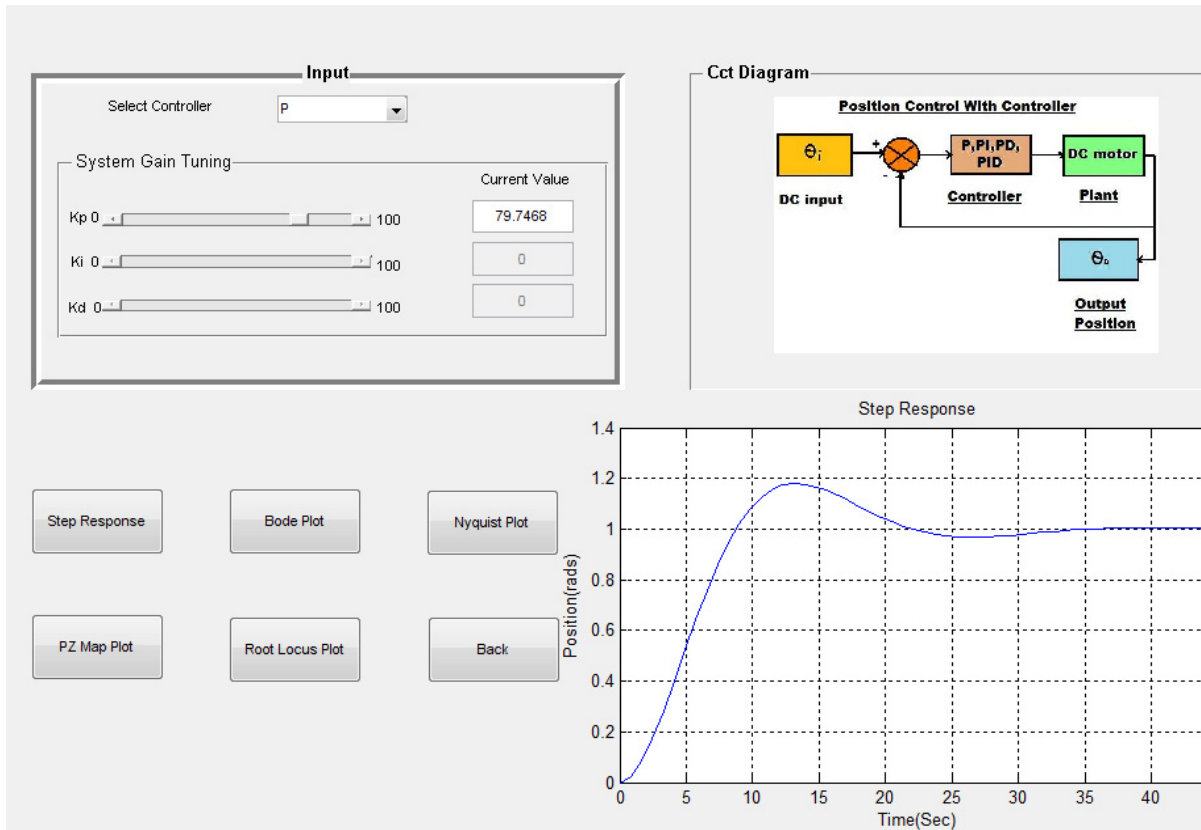 Input
Select Controller
P
System Gain Tuning
Current Value
Kp 0
100
79.7468
Ki 0
100
0
Kd 0
100
0
Cct Diagram
Position Control With Controller
+
-
DC input
P,PI,PD,
PID
Controller
DC motor
Plant
Output
Position
Step Response
Bode Plot
Nyquist Plot
PZ Map Plot
Root Locus Plot
Back
Step Response
Position(rads)
1.4
1.2
1
0.8
0.6
0.4
0.2
0
0 5 10 15 20 25 30 35 40
Time(Sec)